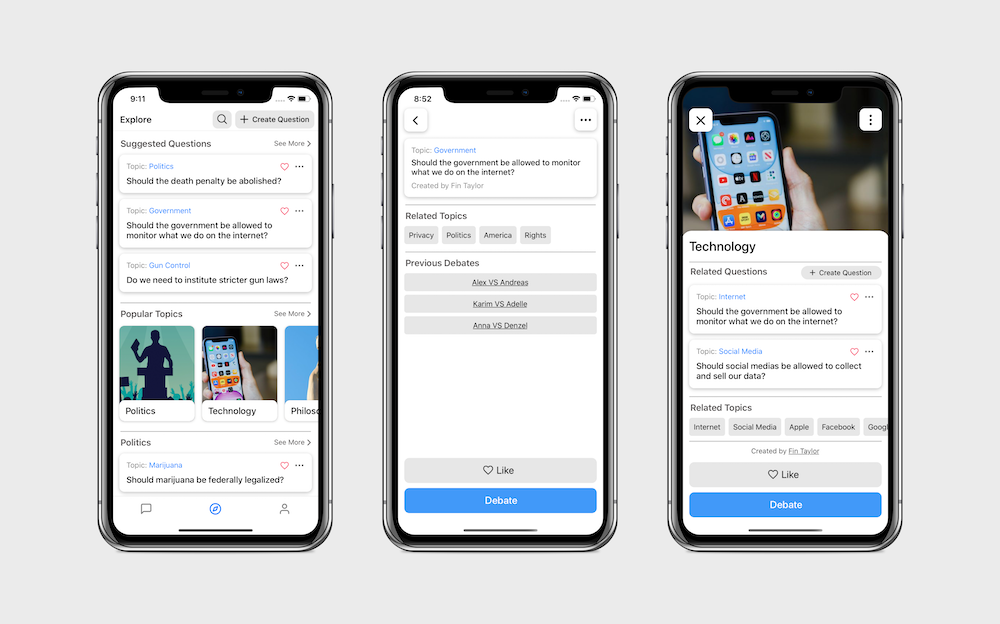 9:11
Explore
Create Question
Suggested Questions
See More
Topic: Politics
Should the death penalty be abolished?
Topic: Government
Should the government be allowed to
monitor what we do on the internet?
Topic: Gun Control
Do we need to institute stricter gun laws?
Popular Topics
See More
Politics
Technology
Philoso
Politics
See More
Topic: Marijuana
Should marijuana be federally legalized?
8:52
Topic: Government
Should the government be allowed to monitor
what we do on the internet?
Created by Fin Taylor
Related Topics
Privacy
Politics
America
Rights
Previous Debates
Alex VS Andreas
Karim VS Adelle
Anna VS Denzel
Like
Debate
Technology
Related Questions
Create Question
Topic: Internet
Should the government be allowed to
monitor what we do on the internet?
Topic: Social Media
Should social medias be allowed to collect
and sell our data?
Related Topics
Internet
Social Media
Apple
Facebook
Googl
Created by Fin Taylor
Like
Debate